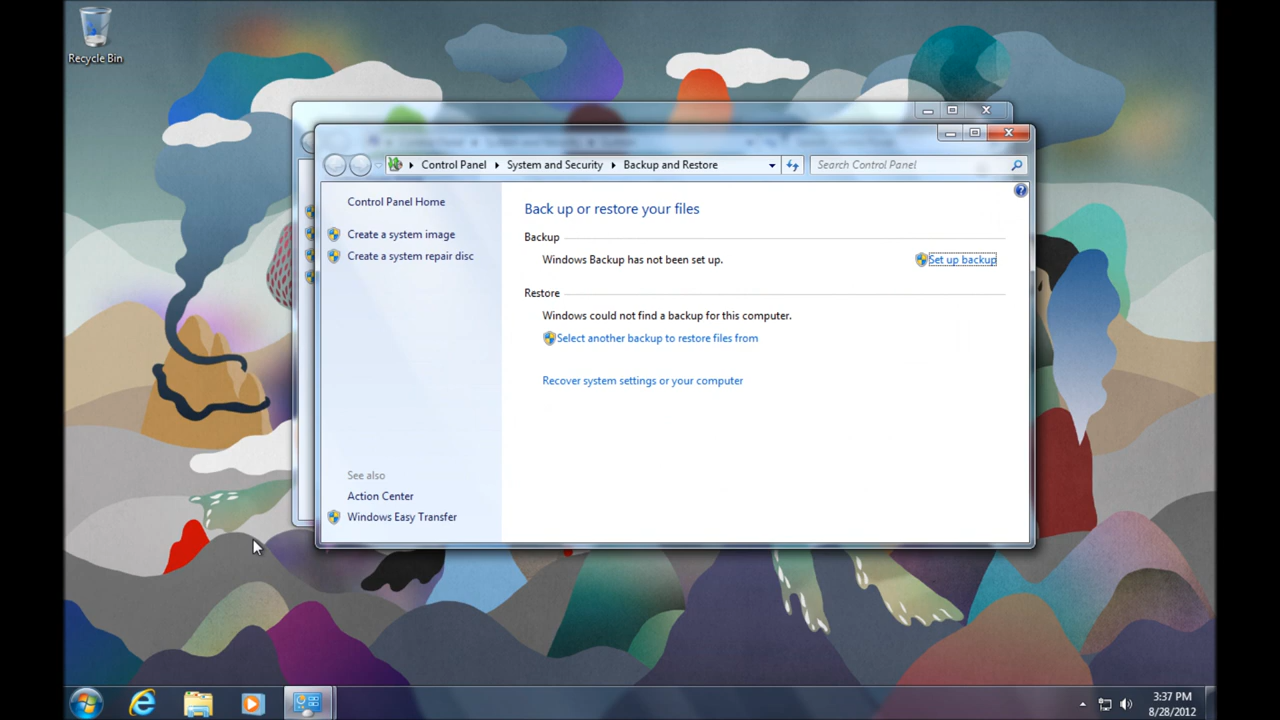 Recycle Bin
Control Panel System and Security Backup and Restore
Search Control Panel
Control Panel Home
Create a system image
Create a system repair disc
See also
Action Center
Windows Easy Transfer
Back up or restore your files
Backup
Windows Backup has not been set up.
Set up backup
Restore
Windows could not find a backup for this computer.
Select another backup to restore files from
Recover system settings or your computer
3:37 PM
8/28/2012